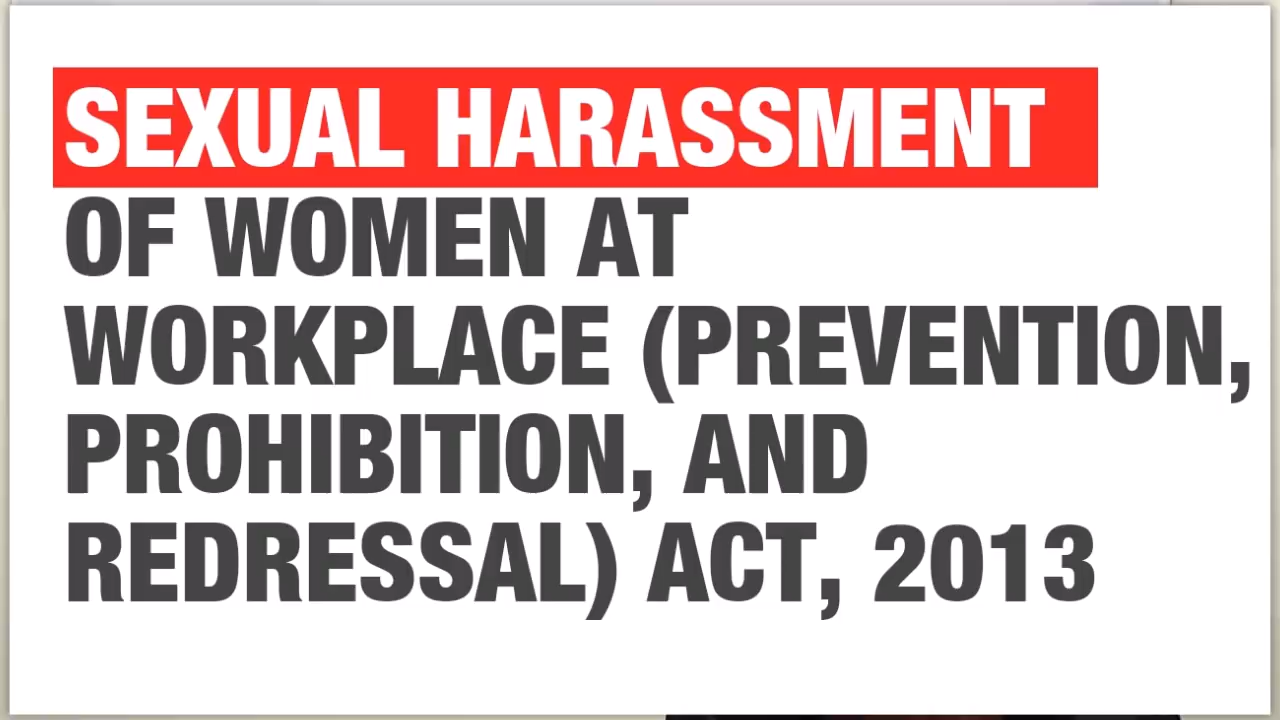 SEXUAL HARASSMENT
OF WOMEN AT
WORKPLACE (PREVENTION,
PROHIBITION, AND
REDRESSAL) ACT, 2013